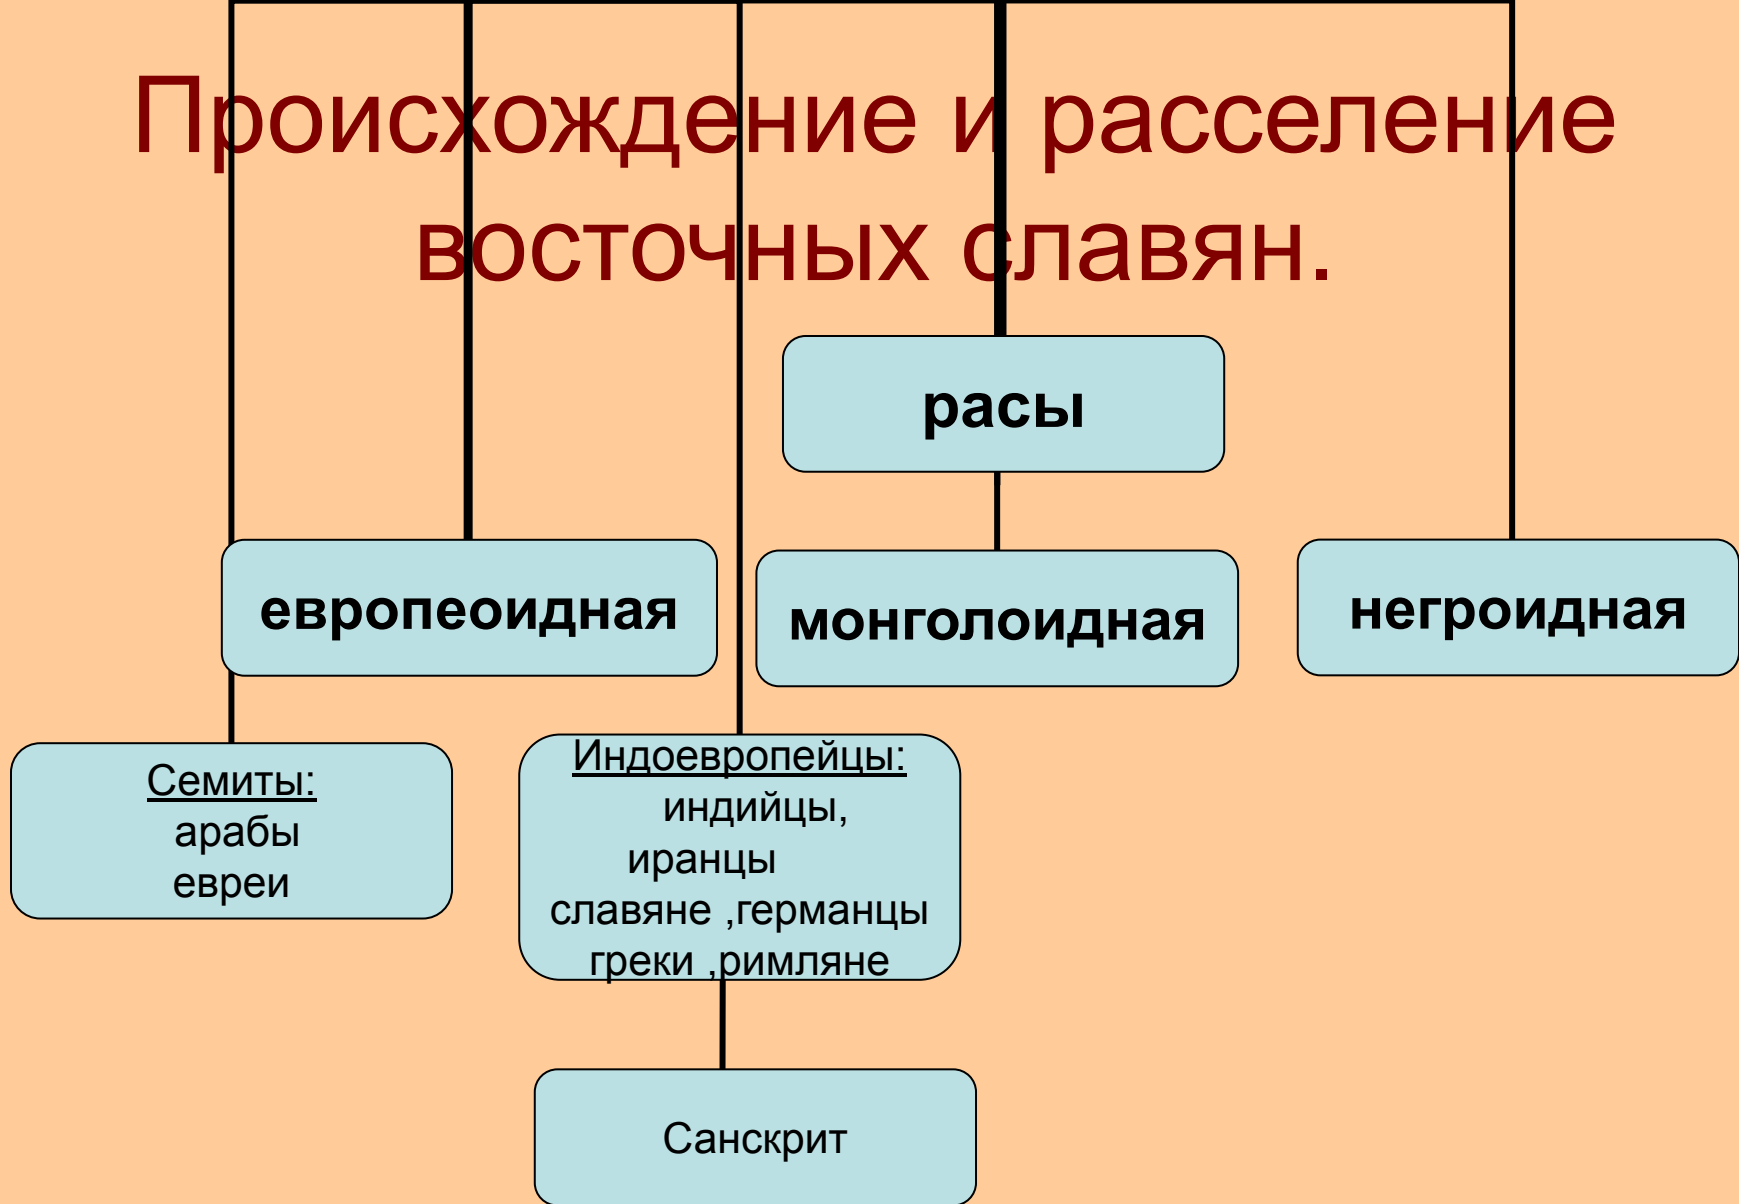 Происхождение и расселение
восточных славян.
расы
европеоидная
монголоидная
негроидная
Семиты:
арабы
евреи
Индоевропейцы:
индийцы,
иранцы
славяне ,германцы
греки ,римляне
Санскрит